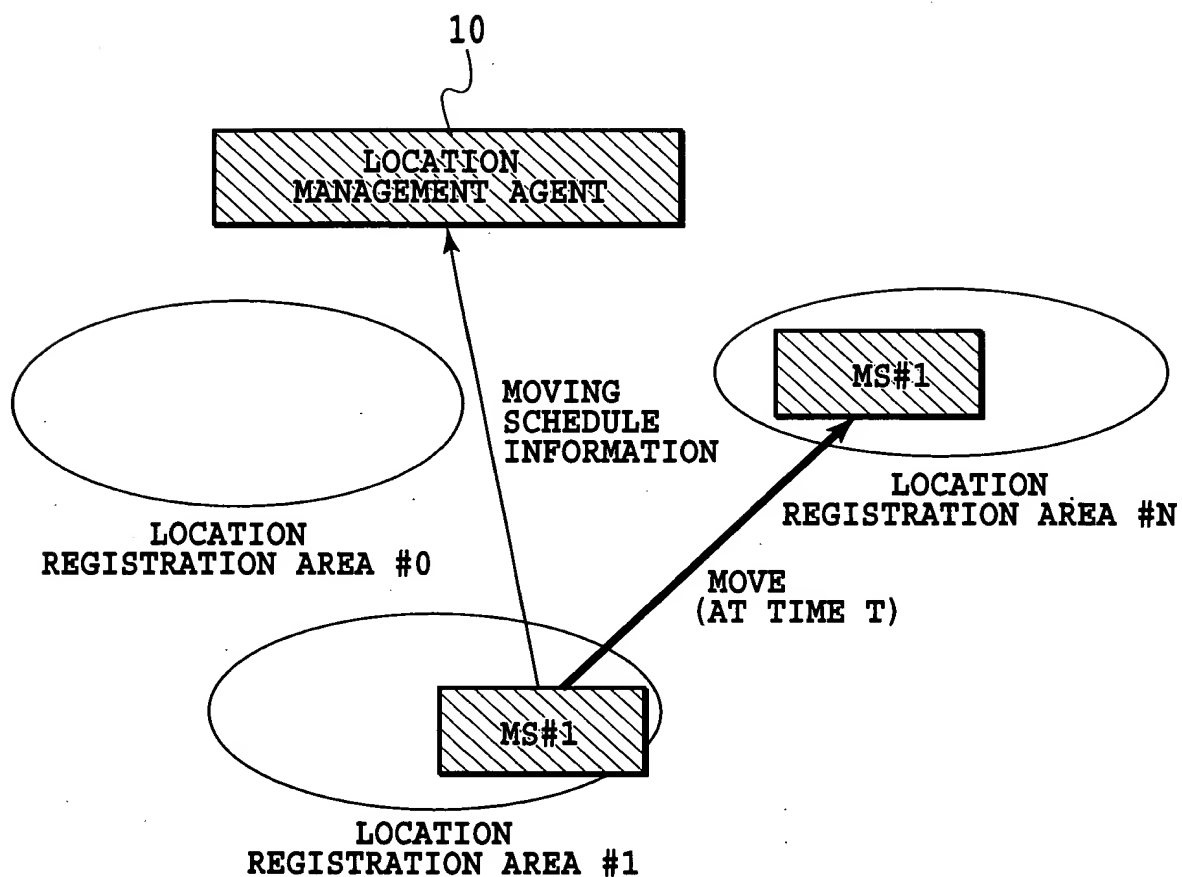 10
LOCATION
MANAGEMENT AGENT
MOVING
SCHEDULE
INFORMATION
MS#1
LOCATION
REGISTRATION AREA #N
LOCATION
REGISTRATION AREA #0
MOVE
(AT TIME T)
MS#1
LOCATION
REGISTRATION AREA #1